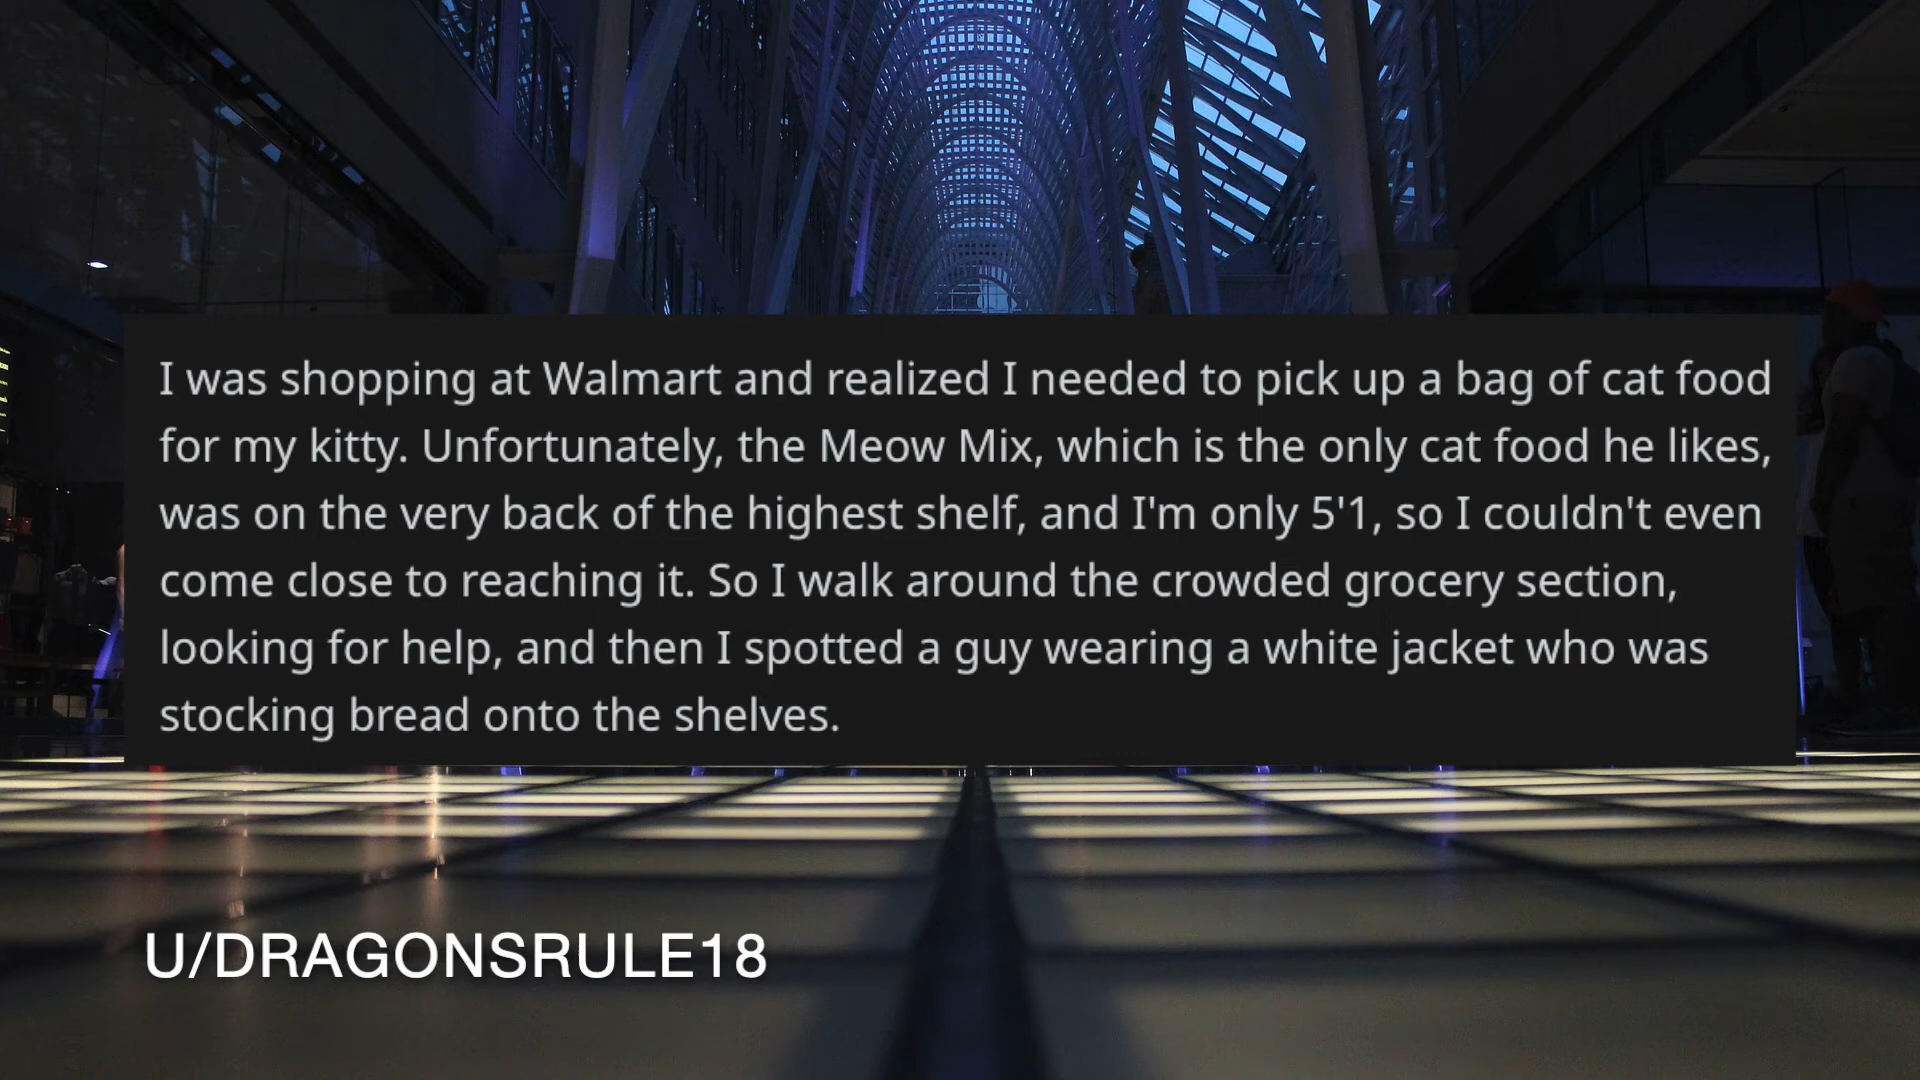 I was shopping at Walmart and realized I needed to pick up a bag of cat food
for my kitty. Unfortunately, the Meow Mix, which is the only cat food he likes,
was on the very back of the highest shelf, and I'm only 5'1, so I couldn't even
come close to reaching it. So I walk around the crowded grocery section,
looking for help, and then I spotted a guy wearing a white jacket who was
stocking bread onto the shelves.
U/DRAGONSRULE18